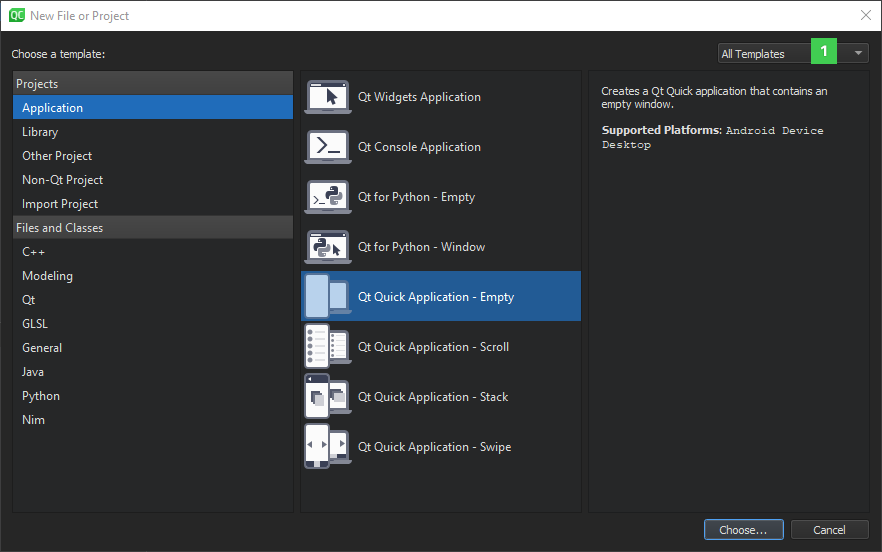 QC New File or Project
Choose a template:
All Templates 1
Projects
Application
Library
Other Project
Non-Qt Project
Import Project
Files and Classes
C++
Modeling
Qt
GLSL
General
Java
Python
Nim
Qt Widgets Application
Qt Console Application
Qt for Python - Empty
Qt for Python - Window
Qt Quick Application - Empty
Qt Quick Application - Scroll
Qt Quick Application - Stack
Qt Quick Application - Swipe
Creates a Qt Quick application that contains an
empty window.
Supported Platforms: Android Device
Desktop
Choose...
Cancel